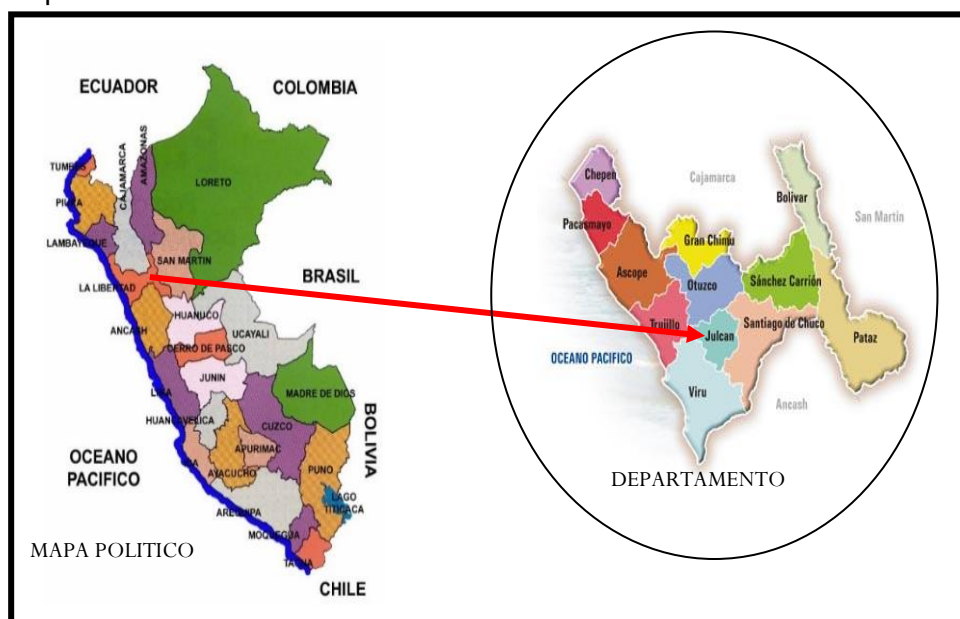 ECUADOR
COLOMBIA
TUMBES
PIURA
CAJAMARCA
AMAZONAS
LORETO
LAMBAYEQUE
SAN MARTIN
BRASIL
LA LIBERTAD
ANCASH
HUANUCO
UCAYALI
CERRO DE PASCO
JUNIN
LIMA
MADRE DE DIOS
HUANCAVELICA
CUZCO
BOLIVIA
OCEANO
PACIFICO
ICA
APURIMAC
AYACUCHO
PUNO
LAGO
TITICACA
AREQUIPA
MOQUEGUA
TACNA
MAPA POLITICO
CHILE
Chepen
Cajamarca
Bolivar
San Martin
Pacasmayo
Gran Chimu
Ascope
Otuzco
Sánchez Carrión
Trujillo
Santiago de Chuco
Julcan
Pataz
OCEANO PACIFICO
Viru
Ancash
DEPARTAMENTO